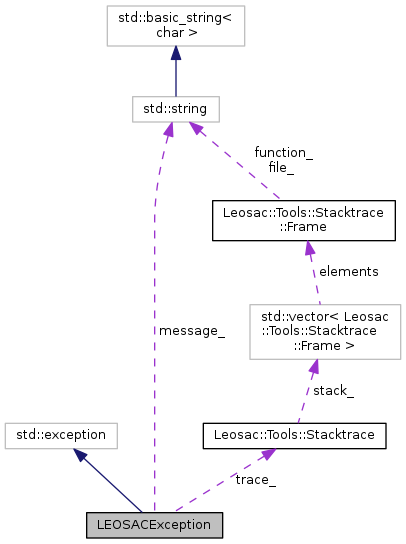 std::basic_string<
char >
std::string
function_
file_
Leosac::Tools::Stacktrace
::Frame
elements
message_
std::vector< Leosac
::Tools::Stacktrace
::Frame >
stack_
std::exception
Leosac::Tools::Stacktrace
trace_
LEOSACException